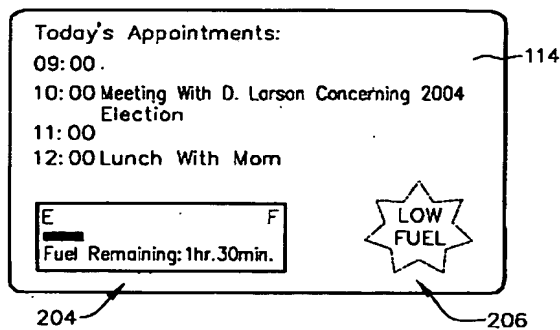 Today's Appointments:
114
09:00.
10:00 Meeting With D. Larson Concerning 2004
Election
11:00
12:00 Lunch With Mom
E F
Fuel Remaining: 1hr. 30min.
LOW
FUEL
204
206